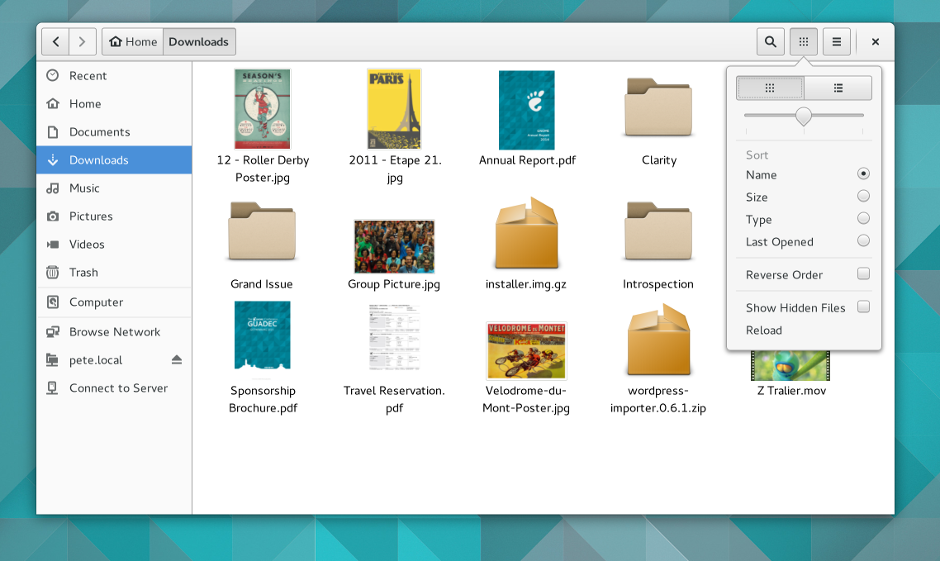 Home
Downloads
Recent
Home
Documents
Downloads
Music
Pictures
Videos
Trash
Computer
Browse Network
pete.local
Connect to Server
SEASON'S
12 - Roller Derby
Poster.jpg
PARIS
2011 - Etape 21.
jpg
Annual Report.pdf
Clarity
Grand Issue
Group Picture.jpg
installer.img.gz
Introspection
GUADEC
Sponsorship
Brochure.pdf
Travel Reservation.
pdf
VELODROME DU MONTET
Velodrome-du-
Mont-Poster.jpg
wordpress-
importer.0.6.1.zip
Z Tralier.mov
Sort
Name
Size
Type
Last Opened
Reverse Order
Show Hidden Files
Reload